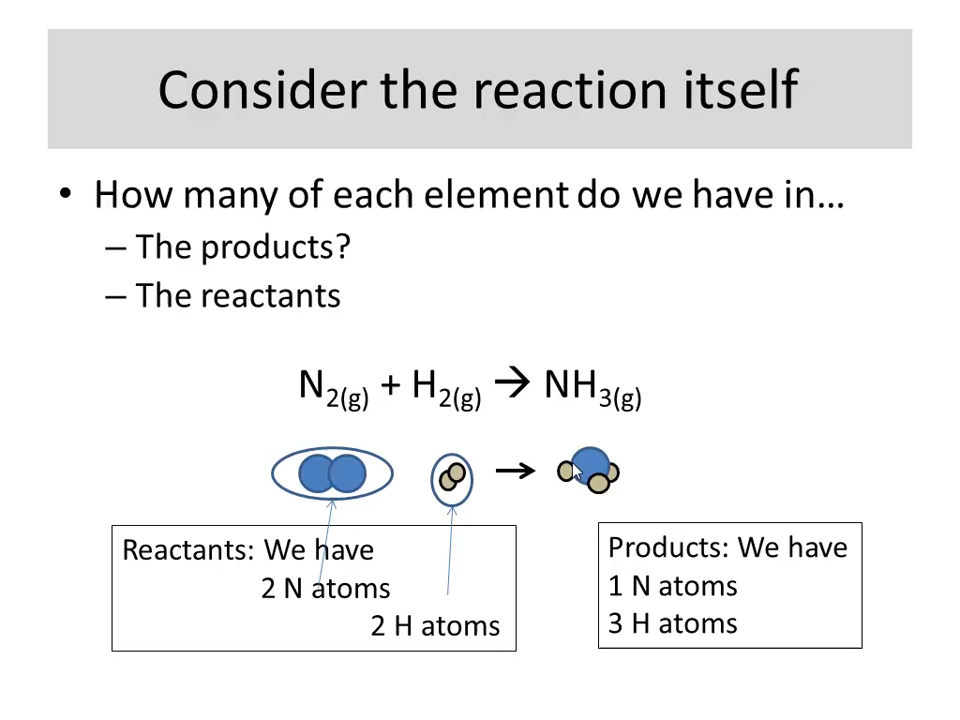 Consider the reaction itself
• How many of each element do we have in…
– The products?
– The reactants
N2(g) + H2(g) → NH3(g)
Reactants: We have
2 N atoms
2 H atoms
Products: We have
1 N atoms
3 H atoms